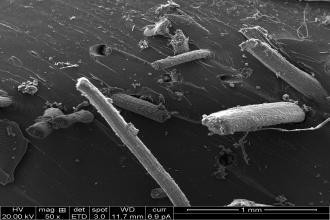 HV mag ⊞ det spot WD curr
20.00 kV 50 x ETD 3.0 11.7 mm 6.9 pA
1 mm